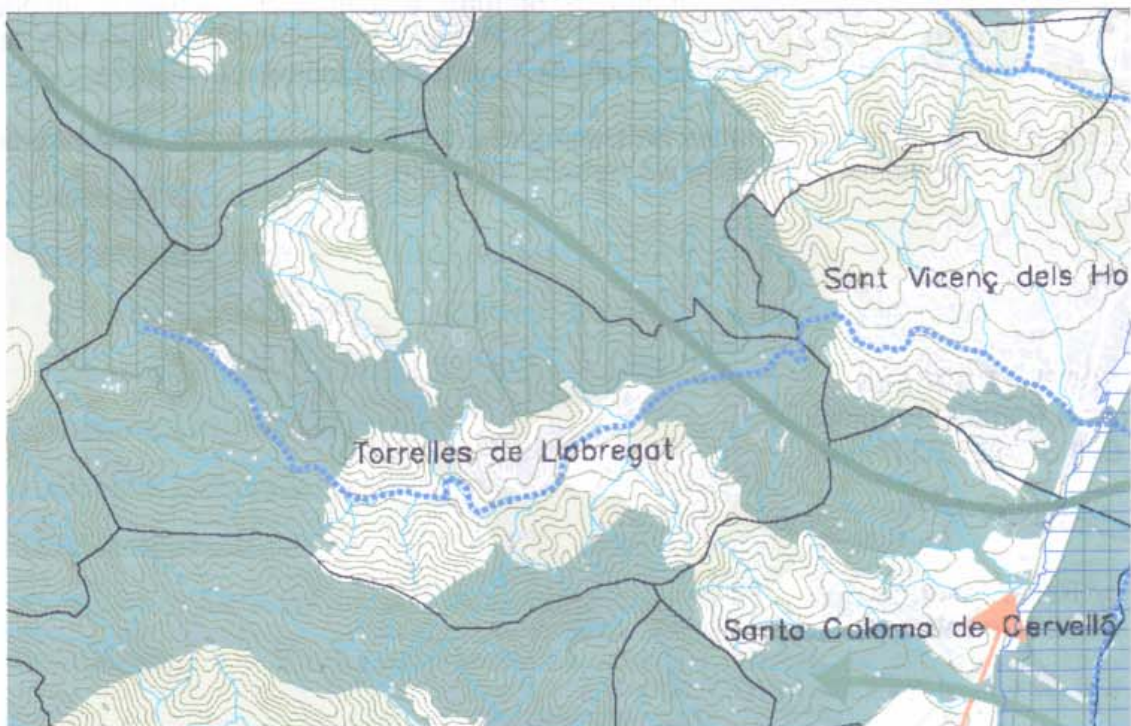 Sant Vicenç dels Ho
Torrelles de Llobregat
Santa Coloma de Cervelló